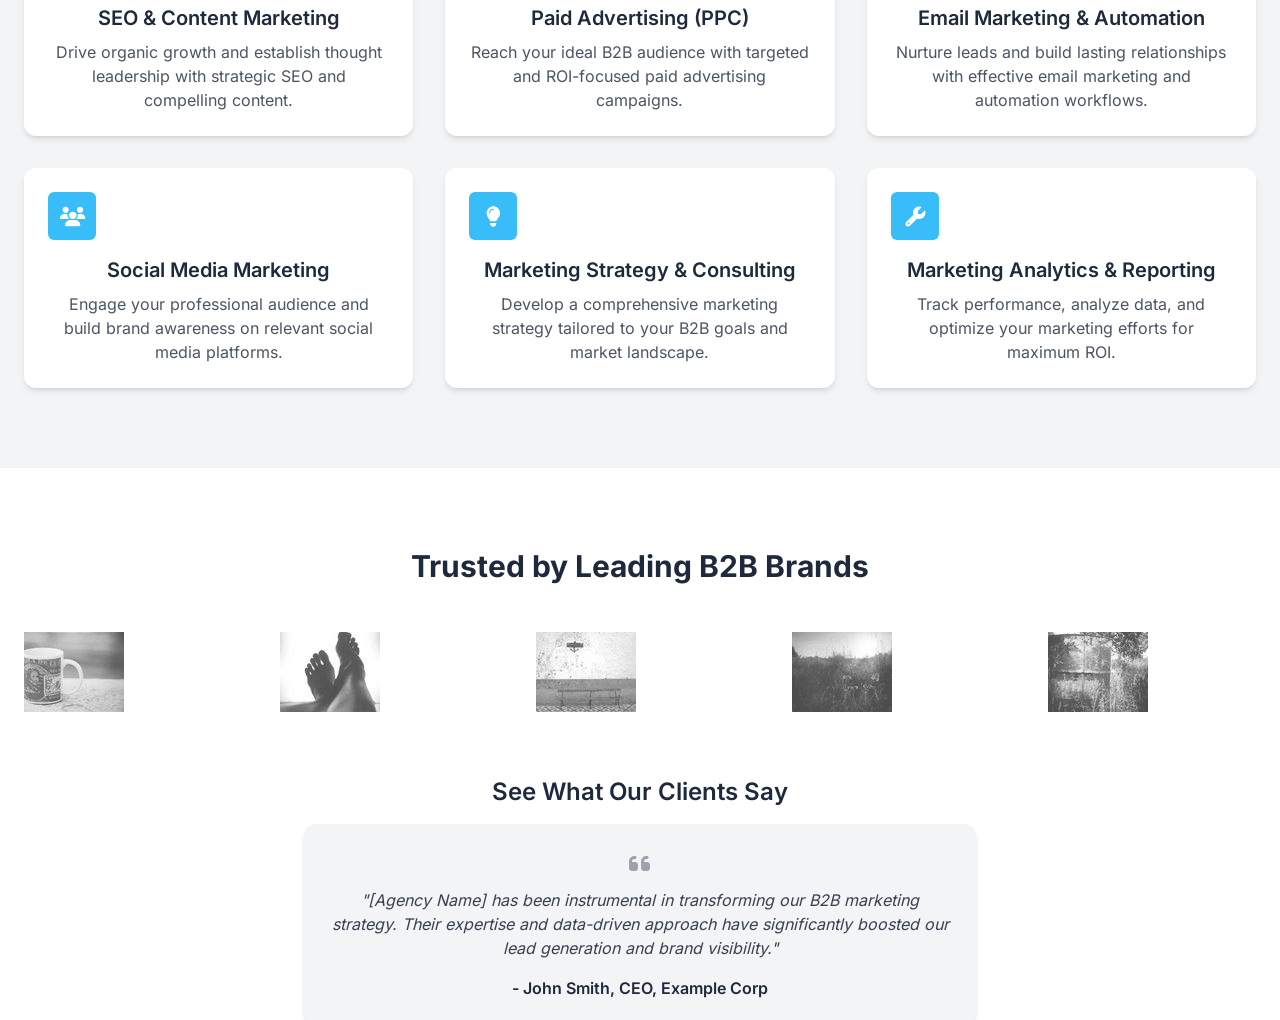 SEO & Content Marketing
Drive organic growth and establish thought
leadership with strategic SEO and
compelling content.
Paid Advertising (PPC)
Reach your ideal B2B audience with targeted
and ROI-focused paid advertising
campaigns.
Email Marketing & Automation
Nurture leads and build lasting relationships
with effective email marketing and
automation workflows.
Social Media Marketing
Engage your professional audience and
build brand awareness on relevant social
media platforms.
Marketing Strategy & Consulting
Develop a comprehensive marketing
strategy tailored to your B2B goals and
market landscape.
Marketing Analytics & Reporting
Track performance, analyze data, and
optimize your marketing efforts for
maximum ROI.
Trusted by Leading B2B Brands
See What Our Clients Say
"[Agency Name] has been instrumental in transforming our B2B marketing
strategy. Their expertise and data-driven approach have significantly boosted our
lead generation and brand visibility."
- John Smith, CEO, Example Corp